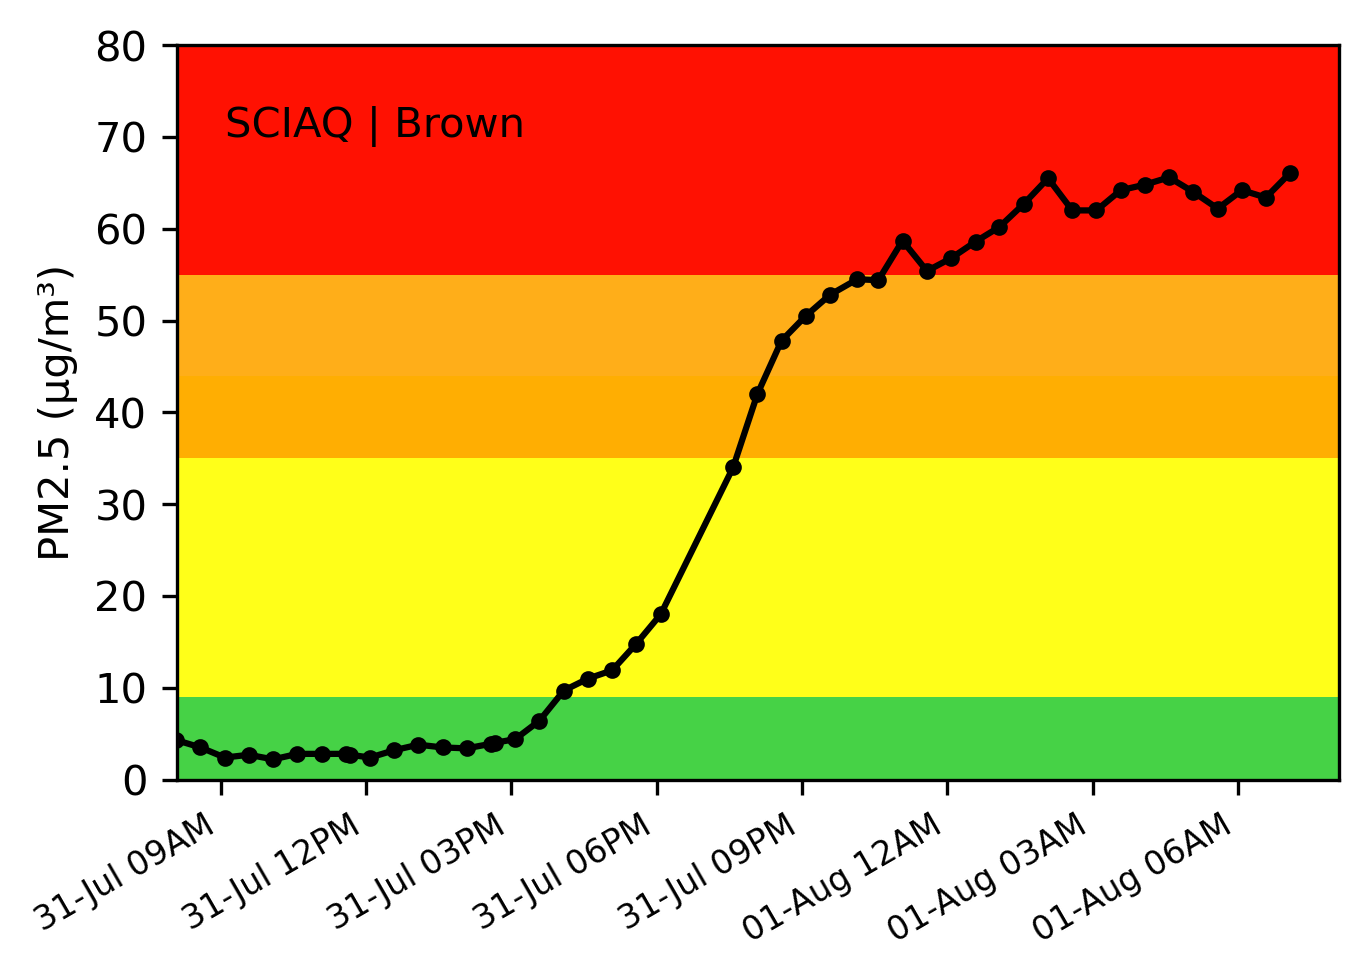 80
70
60
50
40
30
20
10
0
PM2.5 (µg/m³)
SCIAQ | Brown
31-Jul 09AM
31-Jul 12PM
31-Jul 03PM
31-Jul 06PM
31-Jul 09PM
01-Aug 12AM
01-Aug 03AM
01-Aug 06AM